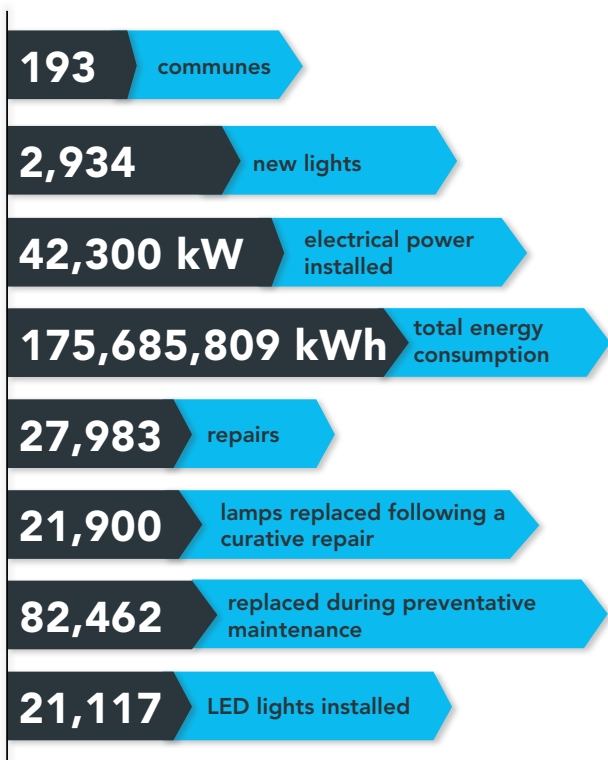 193 communes
2,934 new lights
42,300 kW electrical power
installed
175,685,809 kWh total energy
consumption
27,983 repairs
21,900 lamps replaced following a
curative repair
82,462 replaced during preventative
maintenance
21,117 LED lights installed